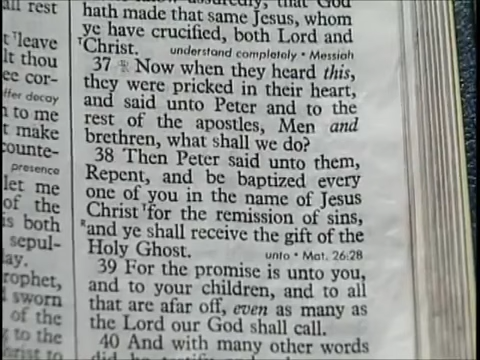 all rest
t 'leave
lt thou
ee cor-
ffer decay
to me
t make
counte-
presence
let me
of the
is both
sepul-
lay.
rophet,
sworn
of the
to the
hath made that same Jesus, whom
ye have crucified, both Lord and
ᵀChrist. understand completely • Messiah
37 Now when they heard this,
they were pricked in their heart,
and said unto Peter and to the
rest of the apostles, Men and
brethren, what shall we do?
38 Then Peter said unto them,
Repent, and be baptized every
one of you in the name of Jesus
Christ ᵀfor the remission of sins,
ᴿand ye shall receive the gift of the
Holy Ghost. unto • Mat. 26:28
39 For the promise is unto you,
and to your children, and to all
that are afar off, even as many as
the Lord our God shall call.
40 And with many other words